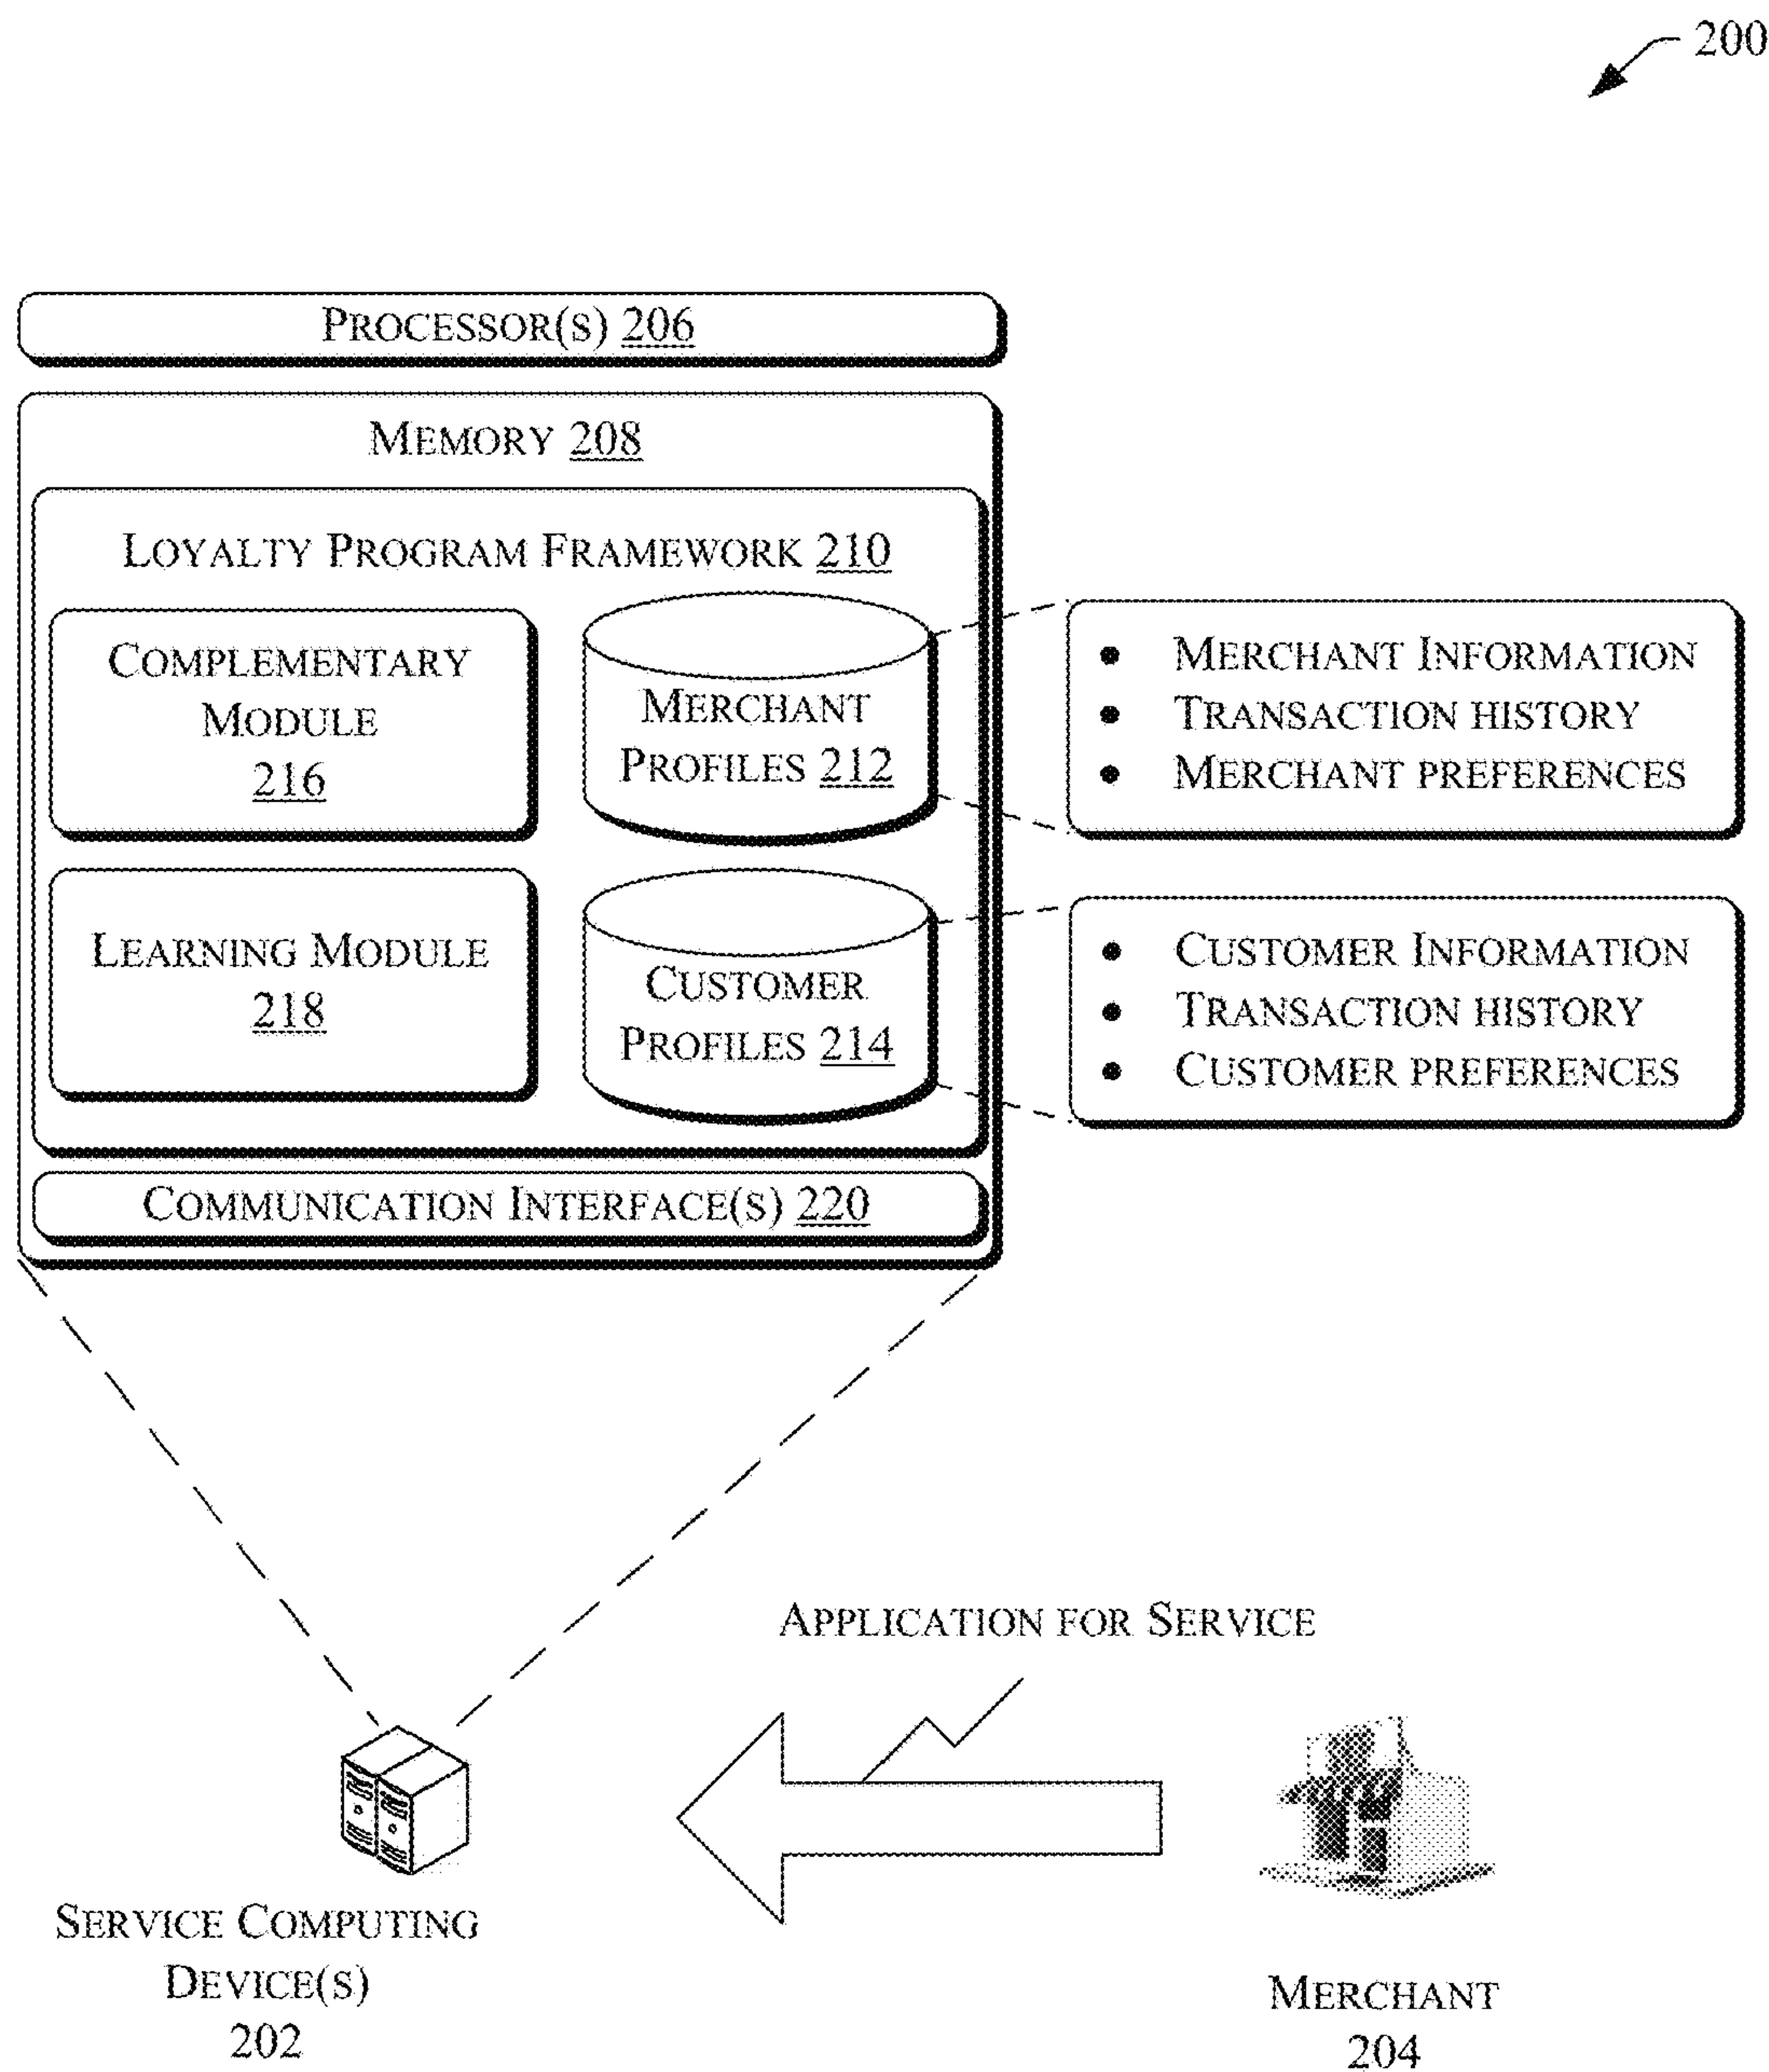 200
PROCESSOR(S) 206
MEMORY 208
LOYALTY PROGRAM FRAMEWORK 210
COMPLEMENTARY
MODULE
216
MERCHANT
PROFILES 212
• MERCHANT INFORMATION
• TRANSACTION HISTORY
• MERCHANT PREFERENCES
LEARNING MODULE
218
CUSTOMER
PROFILES 214
• CUSTOMER INFORMATION
• TRANSACTION HISTORY
• CUSTOMER PREFERENCES
COMMUNICATION INTERFACE(S) 220
APPLICATION FOR SERVICE
SERVICE COMPUTING
DEVICE(S)
202
MERCHANT
204